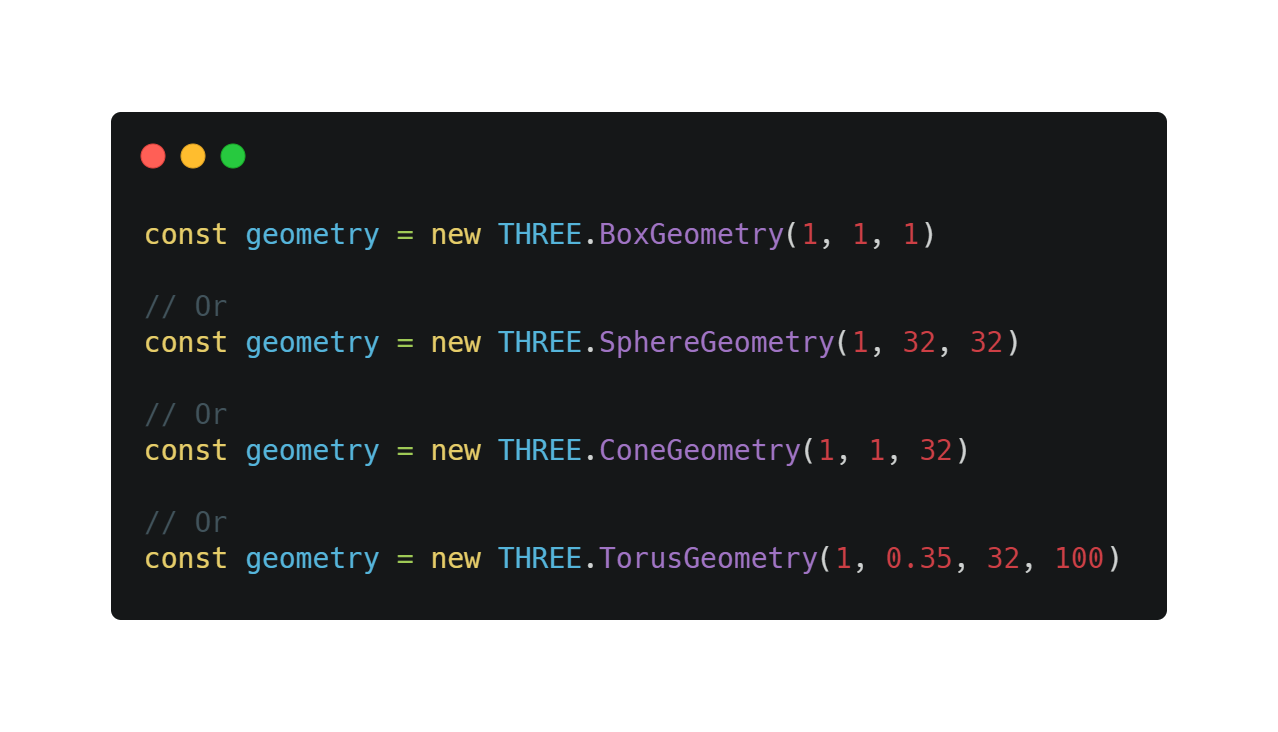 const geometry = new THREE.BoxGeometry(1, 1, 1)
// Or
const geometry = new THREE.SphereGeometry(1, 32, 32)
// Or
const geometry = new THREE.ConeGeometry(1, 1, 32)
// Or
const geometry = new THREE.TorusGeometry(1, 0.35, 32, 100)